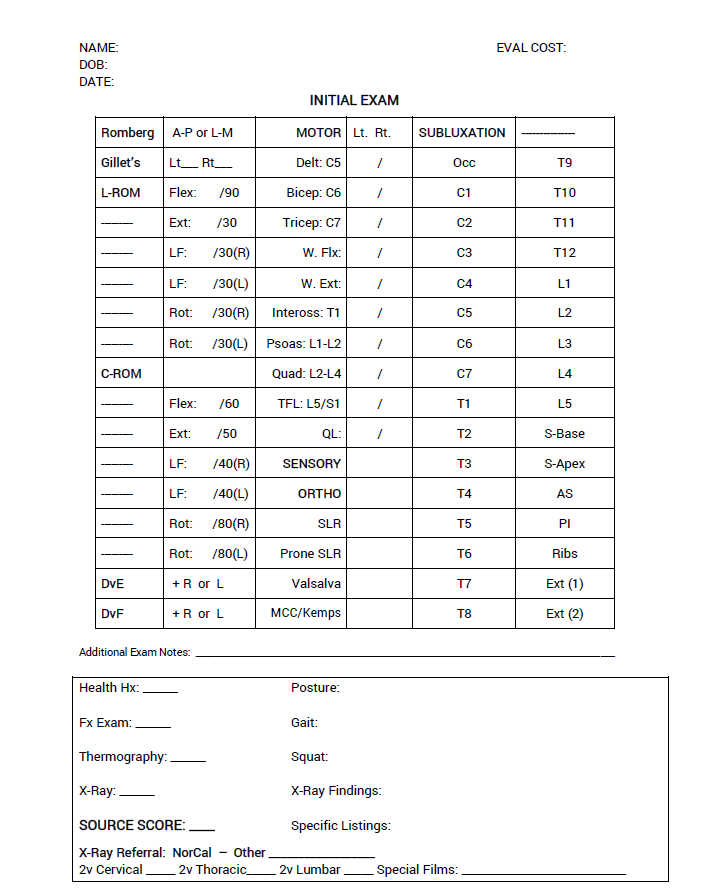 NAME: EVAL COST:
DOB:
DATE:
INITIAL EXAM
Romberg A-P or L-M MOTOR Lt. Rt. SUBLUXATION --------------
Gillet's Lt___ Rt___ Delt: C5 / Occ T9
L-ROM Flex: /90 Bicep: C6 / C1 T10
-------- Ext: /30 Tricep: C7 / C2 T11
-------- LF: /30(R) W. Flx: / C3 T12
-------- LF: /30(L) W. Ext: / C4 L1
-------- Rot: /30(R) Inteross: T1 / C5 L2
-------- Rot: /30(L) Psoas: L1-L2 / C6 L3
C-ROM Quad: L2-L4 / C7 L4
-------- Flex: /60 TFL: L5/S1 / T1 L5
-------- Ext: /50 QL: / T2 S-Base
-------- LF: /40(R) SENSORY T3 S-Apex
-------- LF: /40(L) ORTHO T4 AS
-------- Rot: /80(R) SLR T5 PI
-------- Rot: /80(L) Prone SLR T6 Ribs
DvE + R or L Valsalva T7 Ext (1)
DvF + R or L MCC/Kemps T8 Ext (2)
Additional Exam Notes: ______________________________
Health Hx: _____ Posture:
Fx Exam: _____ Gait:
Thermography: _____ Squat:
X-Ray: _____ X-Ray Findings:
SOURCE SCORE: ____ Specific Listings:
X-Ray Referral: NorCal – Other _______________
2v Cervical ____ 2v Thoracic____ 2v Lumbar ____ Special Films: _______________________